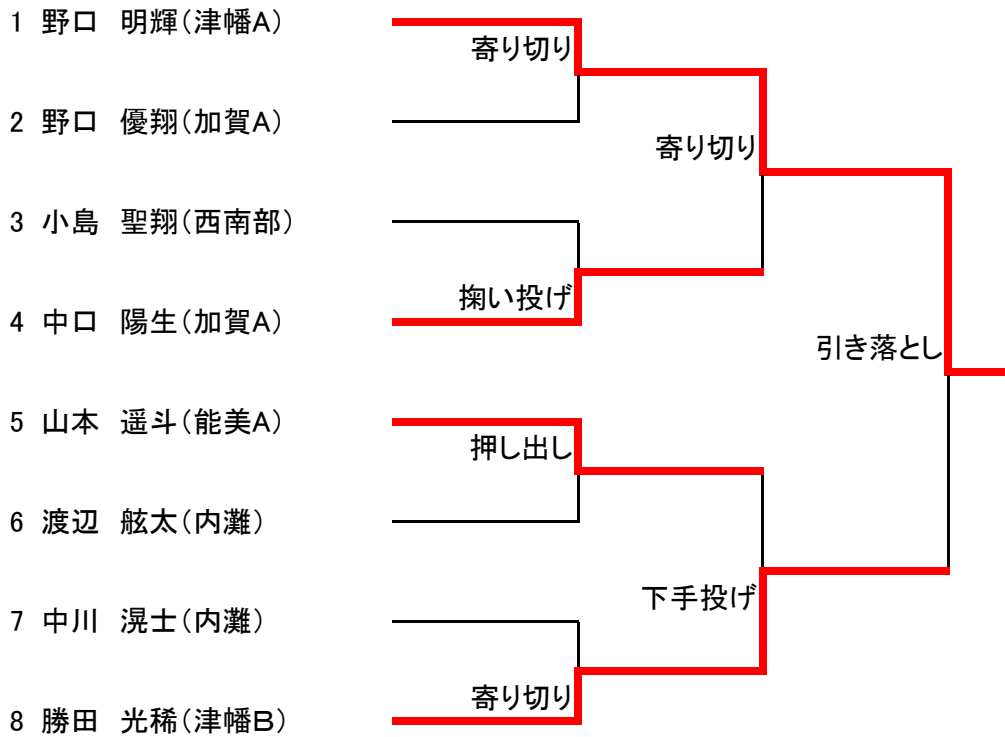 1 野口 明輝(津幡A)
寄り切り
2 野口 優翔(加賀A)
寄り切り
3 小島 聖翔(西南部)
掬い投げ
4 中口 陽生(加賀A)
引き落とし
5 山本 遥斗(能美A)
押し出し
6 渡辺 舷太(内灘)
下手投げ
7 中川 滉士(内灘)
寄り切り
8 勝田 光稀(津幡B)